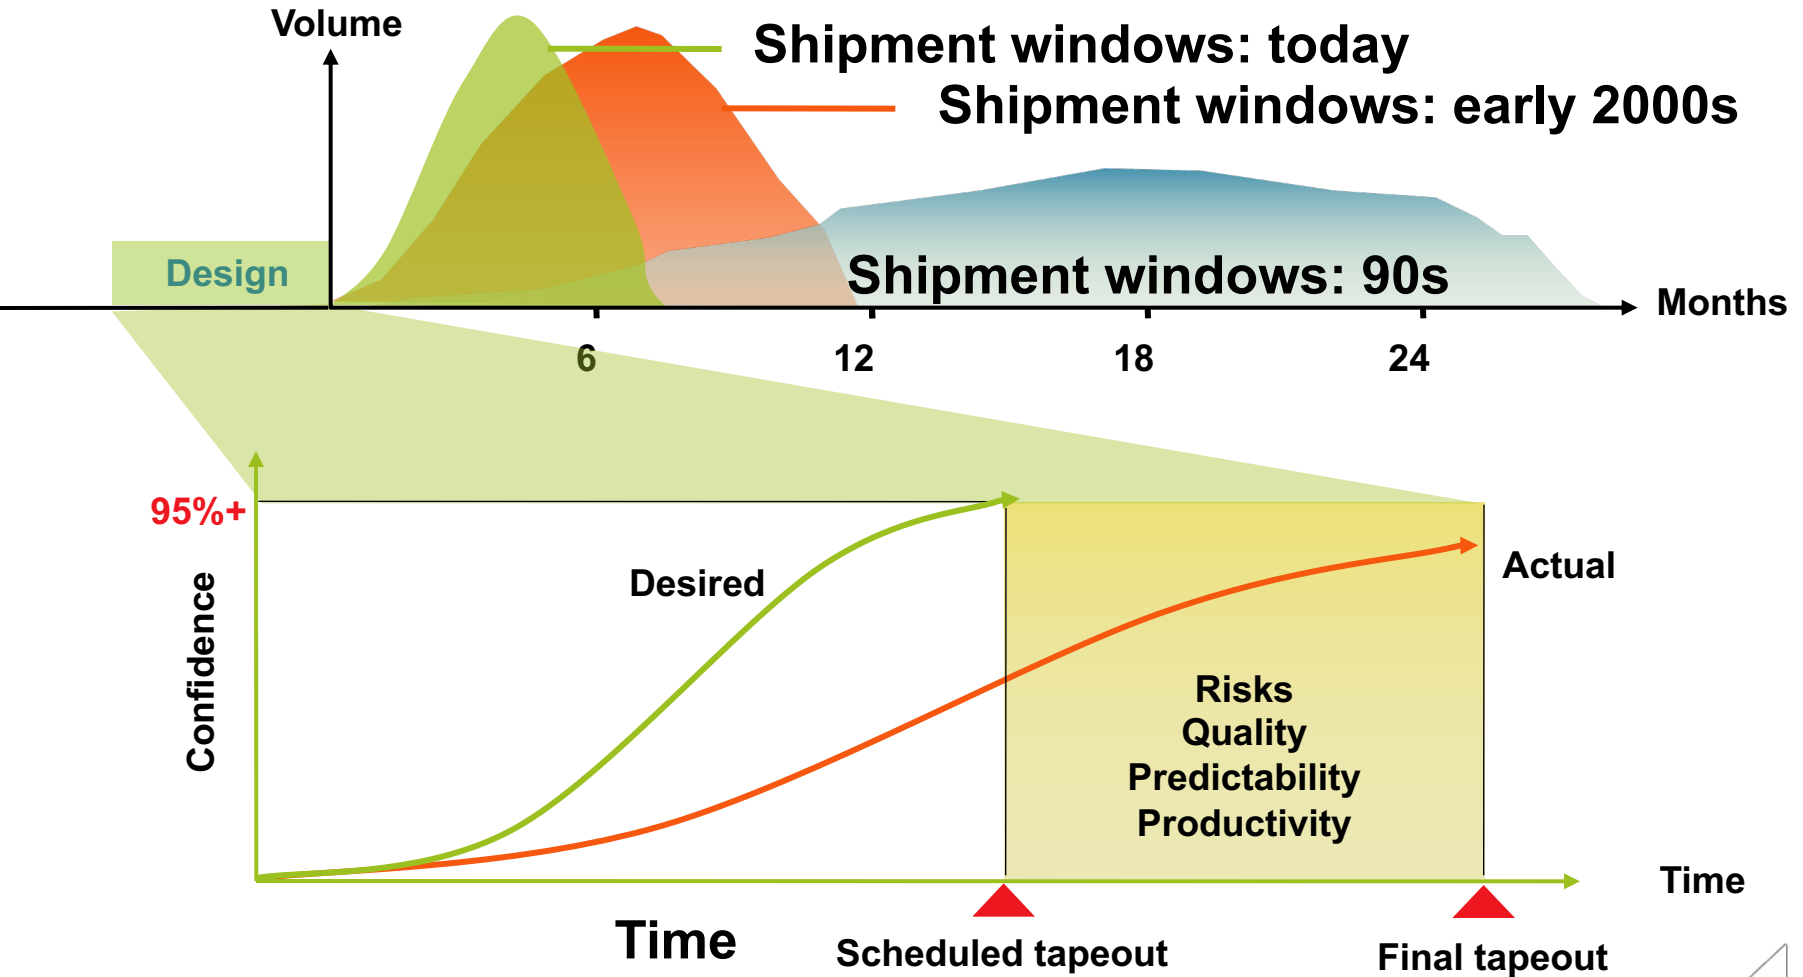 Volume
Shipment windows: today
Shipment windows: early 2000s
Design
Shipment windows: 90s
Months
6
12
18
24
95%+
Desired
Actual
Confidence
Risks
Quality
Predictability
Productivity
Time
Time
Scheduled tapeout
Final tapeout